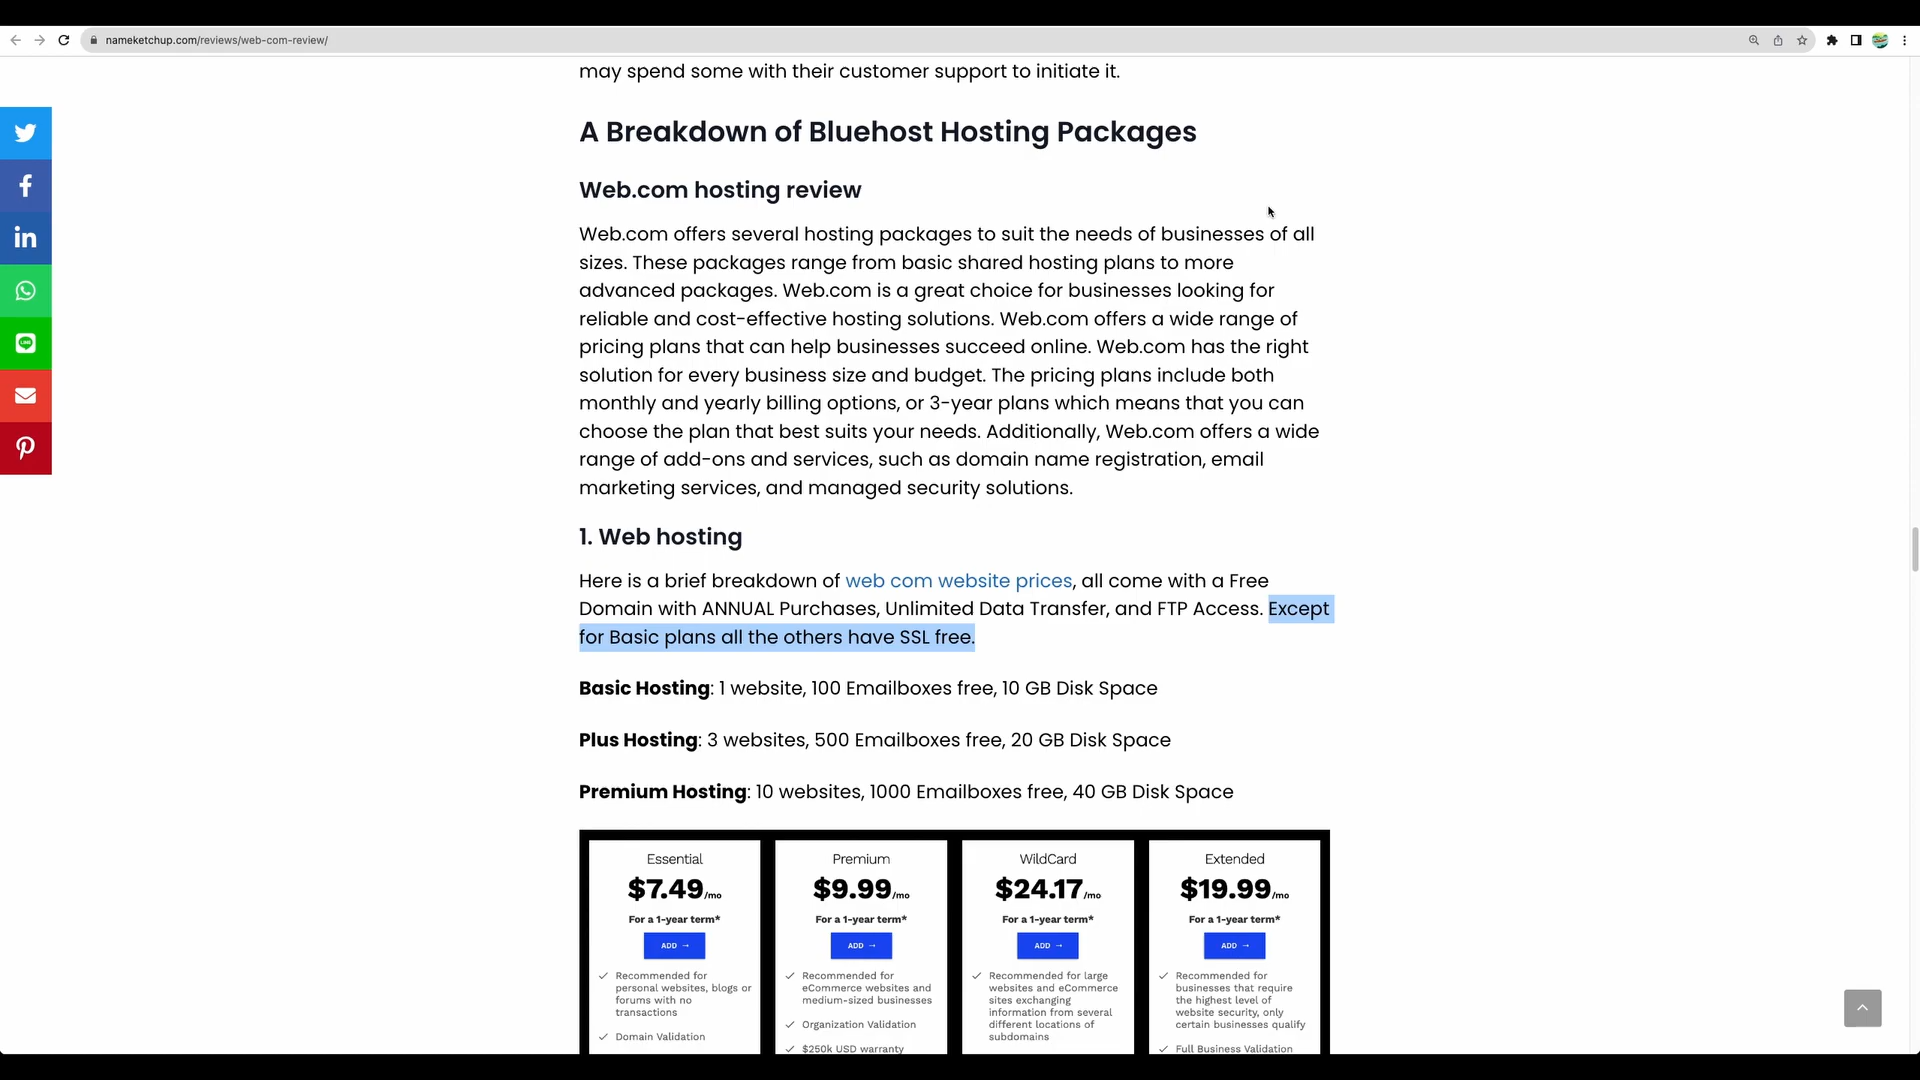 nameketchup.com/reviews/web-com-review/
may spend some with their customer support to initiate it.
A Breakdown of Bluehost Hosting Packages
Web.com hosting review
Web.com offers several hosting packages to suit the needs of businesses of all
sizes. These packages range from basic shared hosting plans to more
advanced packages. Web.com is a great choice for businesses looking for
reliable and cost-effective hosting solutions. Web.com offers a wide range of
pricing plans that can help businesses succeed online. Web.com has the right
solution for every business size and budget. The pricing plans include both
monthly and yearly billing options, or 3-year plans which means that you can
choose the plan that best suits your needs. Additionally, Web.com offers a wide
range of add-ons and services, such as domain name registration, email
marketing services, and managed security solutions.
1. Web hosting
Here is a brief breakdown of web com website prices, all come with a Free
Domain with ANNUAL Purchases, Unlimited Data Transfer, and FTP Access. Except
for Basic plans all the others have SSL free.
Basic Hosting: 1 website, 100 Emailboxes free, 10 GB Disk Space
Plus Hosting: 3 websites, 500 Emailboxes free, 20 GB Disk Space
Premium Hosting: 10 websites, 1000 Emailboxes free, 40 GB Disk Space
Essential
$7.49/mo
For a 1-year term*
ADD →
Recommended for
personal websites, blogs or
forums with no
transactions
Domain Validation
Premium
$9.99/mo
For a 1-year term*
ADD →
Recommended for
eCommerce websites and
medium-sized businesses
Organization Validation
$250k USD warranty
WildCard
$24.17/mo
For a 1-year term*
ADD →
Recommended for large
websites and eCommerce
sites exchanging
information from several
different locations of
subdomains
Extended
$19.99/mo
For a 1-year term*
ADD →
Recommended for
businesses that require
the highest level of
website security, only
certain businesses qualify
Full Business Validation